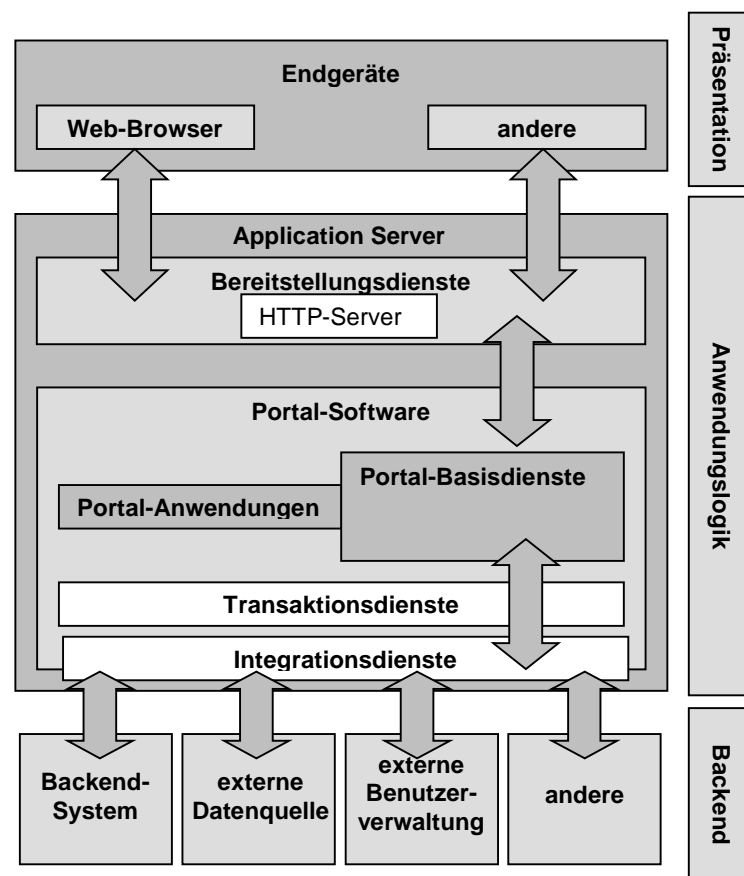 Endgeräte
Web-Browser
andere
Präsentation
Application Server
Bereitstellungsdienste
HTTP-Server
Portal-Software
Portal-Basisdienste
Portal-Anwendungen
Transaktionsdienste
Integrationsdienste
Anwendungslogik
Backend-
System
externe
Datenquelle
externe
Benutzer-
verwaltung
andere
Backend